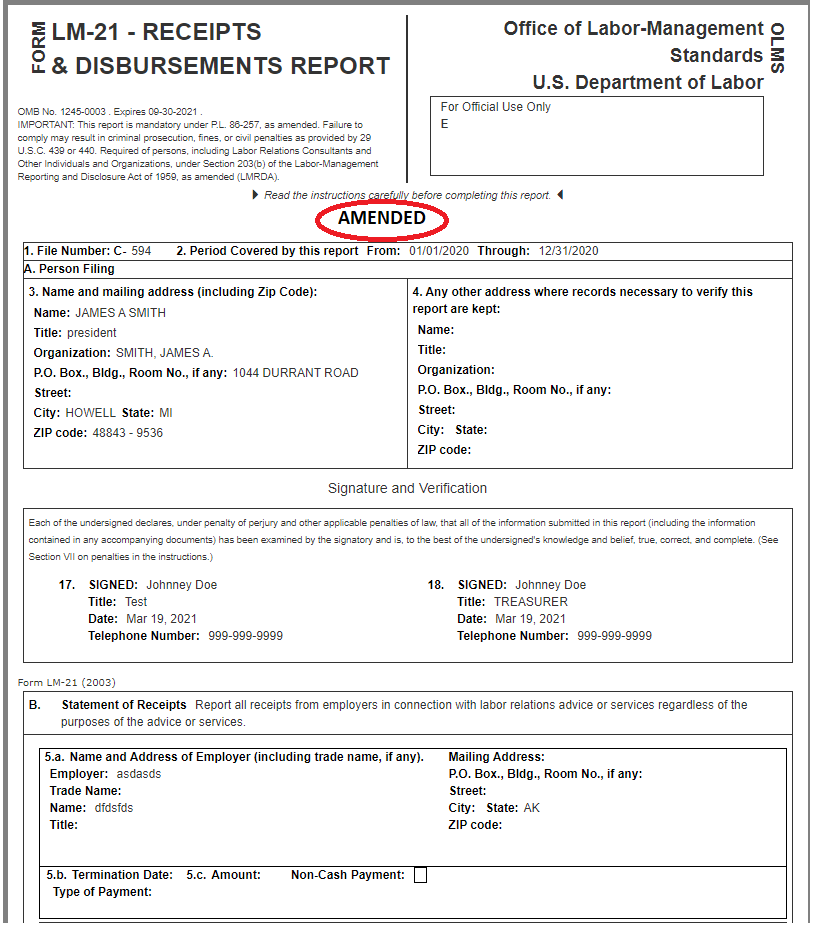 FORM
LM-21 - RECEIPTS
& DISBURSEMENTS REPORT
Office of Labor-Management
Standards
U.S. Department of Labor
OLMS
OMB No. 1245-0003 . Expires 09-30-2021 .
IMPORTANT: This report is mandatory under P.L. 86-257, as amended. Failure to
comply may result in criminal prosecution, fines, or civil penalties as provided by 29
U.S.C. 439 or 440. Required of persons, including Labor Relations Consultants and
Other Individuals and Organizations, under Section 203(b) of the Labor-Management
Reporting and Disclosure Act of 1959, as amended (LMRDA).
For Official Use Only
E
Read the instructions carefully before completing this report.
AMENDED
1. File Number: C- 594 2. Period Covered by this report From: 01/01/2020 Through: 12/31/2020
A. Person Filing
3. Name and mailing address (including Zip Code):
Name: JAMES A SMITH
Title: president
Organization: SMITH, JAMES A.
P.O. Box., Bldg., Room No., if any: 1044 DURRANT ROAD
Street:
City: HOWELL State: MI
ZIP code: 48843 - 9536
4. Any other address where records necessary to verify this
report are kept:
Name:
Title:
Organization:
P.O. Box., Bldg., Room No., if any:
Street:
City: State:
ZIP code:
Signature and Verification
Each of the undersigned declares, under penalty of perjury and other applicable penalties of law, that all of the information submitted in this report (including the information
contained in any accompanying documents) has been examined by the signatory and is, to the best of the undersigned's knowledge and belief, true, correct, and complete. (See
Section VII on penalties in the instructions.)
17. SIGNED: Johnney Doe
Title: Test
Date: Mar 19, 2021
Telephone Number: 999-999-9999
18. SIGNED: Johnney Doe
Title: TREASURER
Date: Mar 19, 2021
Telephone Number: 999-999-9999
Form LM-21 (2003)
B. Statement of Receipts Report all receipts from employers in connection with labor relations advice or services regardless of the
purposes of the advice or services.
5.a. Name and Address of Employer (including trade name, if any).
Employer: asdasds
Trade Name:
Name: dfdsfds
Title:
Mailing Address:
P.O. Box., Bldg., Room No., if any:
Street:
City: State: AK
ZIP code:
5.b. Termination Date: 5.c. Amount: Non-Cash Payment:
Type of Payment: